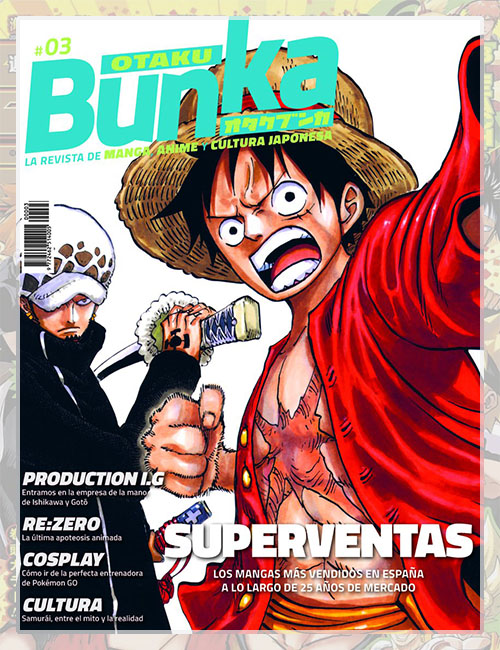 #03
OTAKU
Bunka
オタクブンカ
LA REVISTA DE MANGA, ANIME Y CULTURA JAPONESA
00003
PRODUCTION I.G
Entramos en la empresa de la mano
de Ishikawa y Gotō
RE:ZERO
La última apoteosis animada
COSPLAY
Cómo ir de la perfecta entrenadora
de Pokémon GO
CULTURA
Samurái, entre el mito y la realidad
SUPERVENTAS
LOS MANGAS MÁS VENDIDOS EN ESPAÑA
A LO LARGO DE 25 AÑOS DE MERCADO